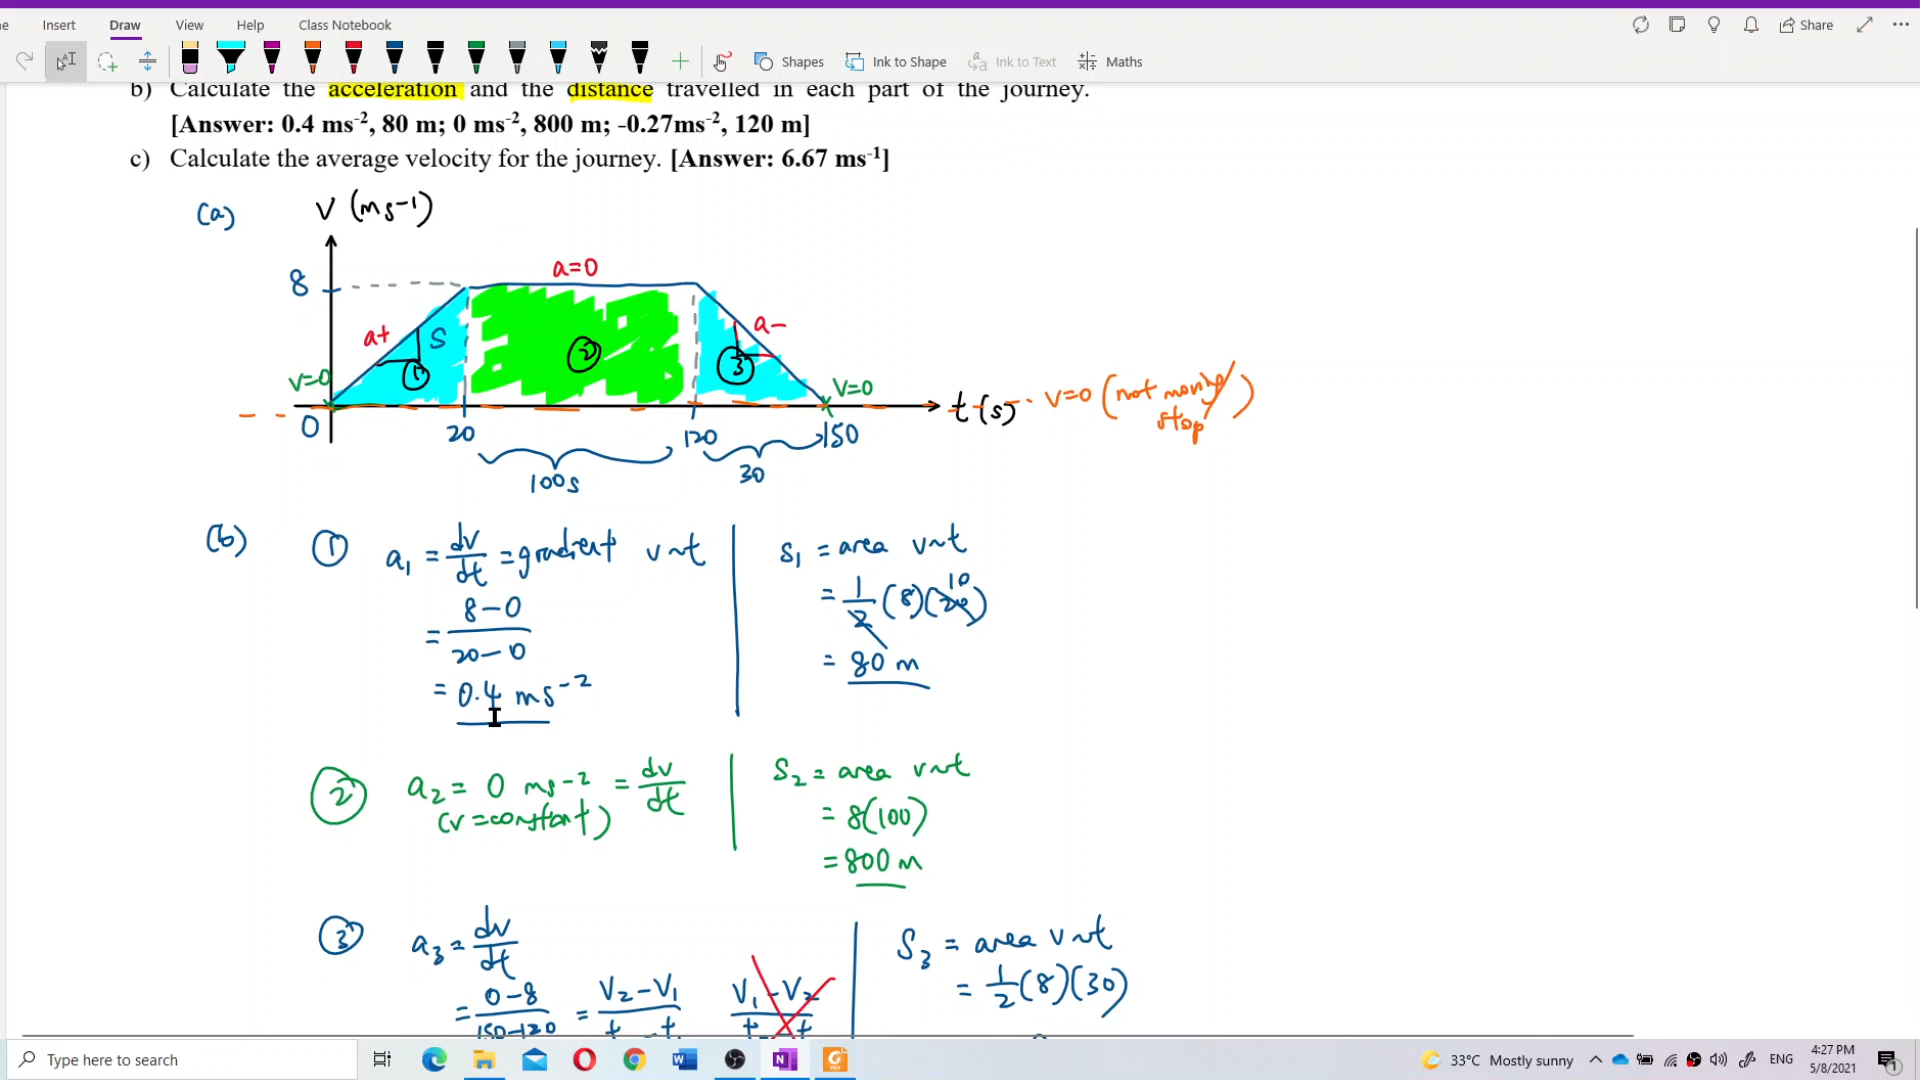 Insert Draw View Help Class Notebook Share
Shapes Ink to Shape Ink to Text Maths
b) Calculate the acceleration and the distance travelled in each part of the journey.
[Answer: 0.4 ms-2, 80 m; 0 ms-2, 800 m; -0.27ms-2, 120 m]
c) Calculate the average velocity for the journey. [Answer: 6.67 ms-1]
(a) V (ms-1)
a=0
8
a+ S a-
1 2 3
V=0 V=0 t(s) V=0 (not moving/
stop)
0 20 120 150
100s 30
(b) 1 a1 = dv/dt = gradient v~t
= 8-0/20-0
= 0.4 ms-2
S1 = area v~t
= 1/2 (8)(20) 10
= 80 m
2 a2 = 0 ms-2 = dv/dt
(v = constant)
S2 = area v~t
= 8(100)
= 800 m
3 a3 = dv/dt
= 0-8/150-120 = V2-V1/t-t V1-V2/t-t
S3 = area v~t
= 1/2 (8)(30)
Type here to search
33°C Mostly sunny ENG 4:27 PM
5/8/2021